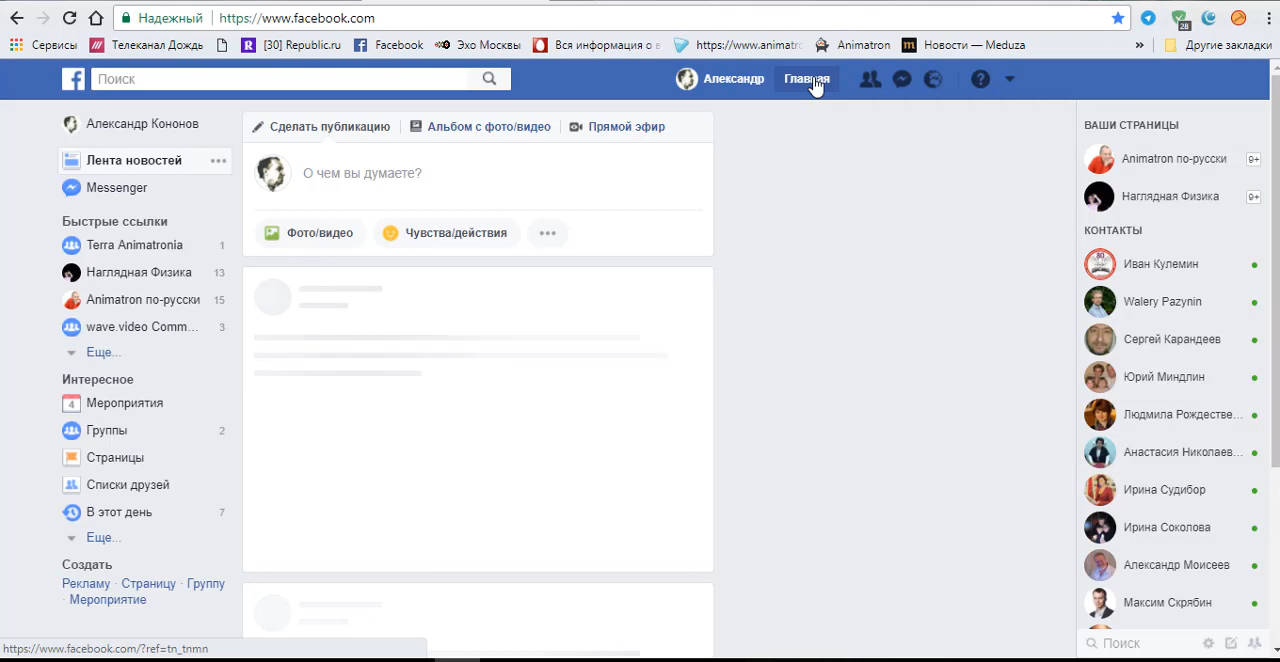 Надежный https://www.facebook.com
28
Сервисы Телеканал Дождь [30] Republic.ru Facebook Эхо Москвы Вся информация о https://www.animatr Animatron Новости — Meduza » Другие закладки
Поиск Александр Главная
Александр Кононов
Лента новостей
Messenger
Быстрые ссылки
Terra Animatronia 1
Наглядная Физика 13
Animatron по-русски 15
wave.video Comm... 3
Еще...
Интересное
4 Мероприятия
Группы 2
Страницы
Списки друзей
В этот день 7
Еще...
Создать
Рекламу · Страницу · Группу
· Мероприятие
Сделать публикацию Альбом с фото/видео Прямой эфир
О чем вы думаете?
Фото/видео Чувства/действия
ВАШИ СТРАНИЦЫ
Animatron по-русски 9+
Наглядная Физика 9+
КОНТАКТЫ
80
Иван Кулемин
Walery Pazynin
Сергей Карандеев
Юрий Миндлин
Людмила Рождестве...
Анастасия Николаев...
Ирина Судибор
Ирина Соколова
Александр Моисеев
Максим Скрябин
Поиск
https://www.facebook.com/?ref=tn_tnmn